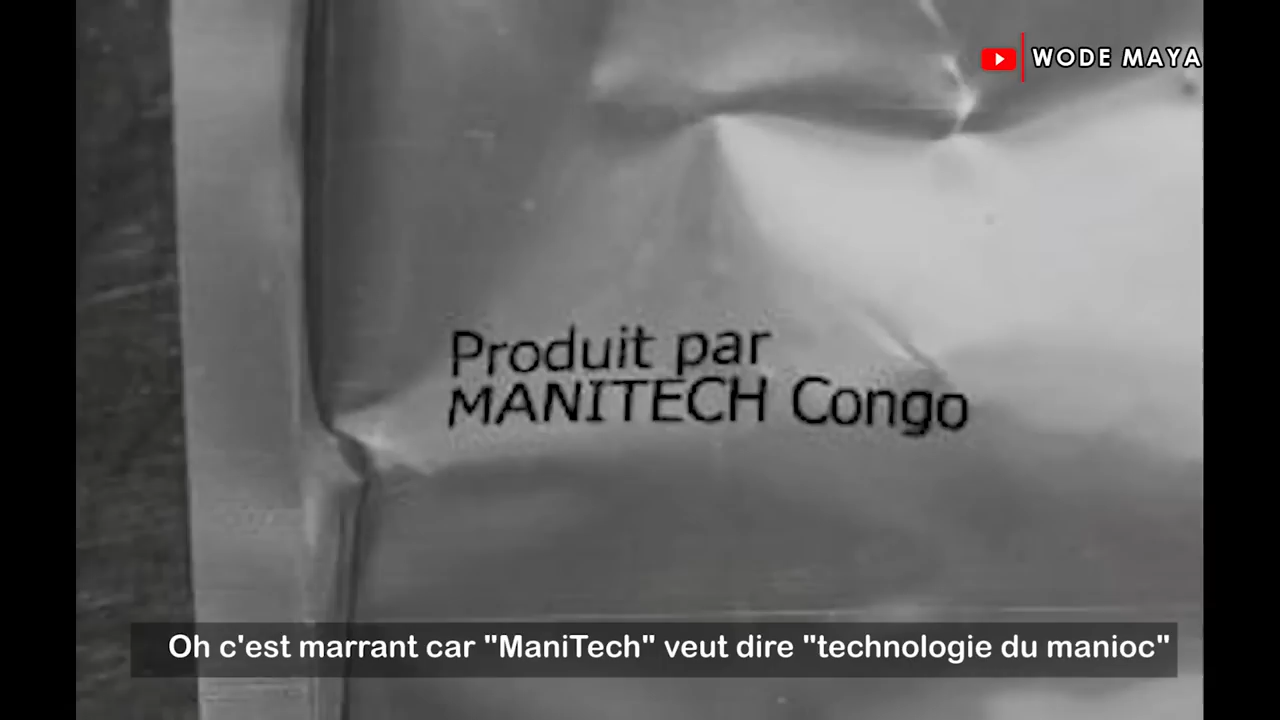 WODE MAYA
Produit par
MANITECH Congo
Oh c'est marrant car "ManiTech" veut dire "technologie du manioc"